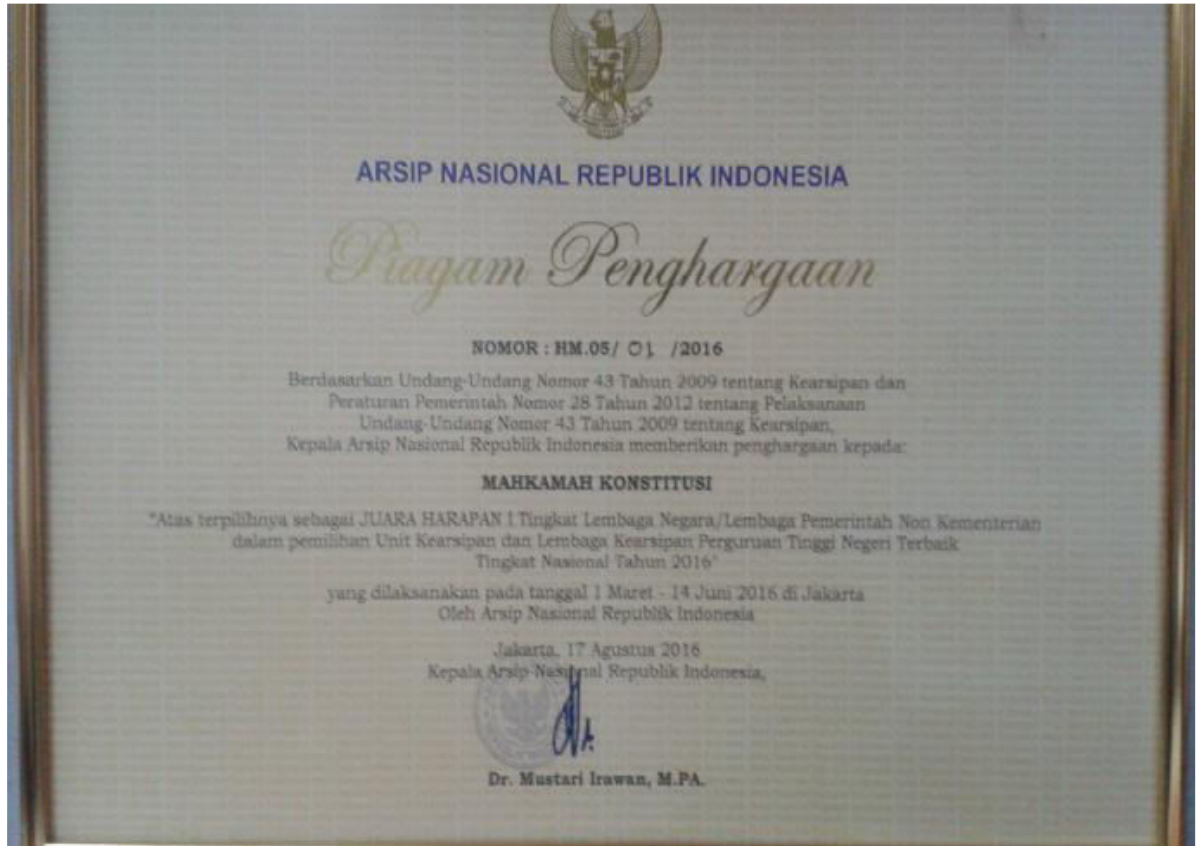 ARSIP NASIONAL REPUBLIK INDONESIA
Piagam Penghargaan
NOMOR : HM.05/ 01 /2016
Berdasarkan Undang-Undang Nomor 43 Tahun 2009 tentang Kearsipan dan
Peraturan Pemerintah Nomor 28 Tahun 2012 tentang Pelaksanaan
Undang-Undang Nomor 43 Tahun 2009 tentang Kearsipan,
Kepala Arsip Nasional Republik Indonesia memberikan penghargaan kepada:
MAHKAMAH KONSTITUSI
"Atas terpilihnya sebagai JUARA HARAPAN I Tingkat Lembaga Negara/Lembaga Pemerintah Non Kementerian
dalam pemilihan Unit Kearsipan dan Lembaga Kearsipan Perguruan Tinggi Negeri Terbaik
Tingkat Nasional Tahun 2016"
yang dilaksanakan pada tanggal 1 Maret - 14 Juni 2016 di Jakarta
Oleh Arsip Nasional Republik Indonesia
Jakarta, 17 Agustus 2016
Kepala Arsip Nasional Republik Indonesia,
Dr. Mustari Irawan, M.PA.